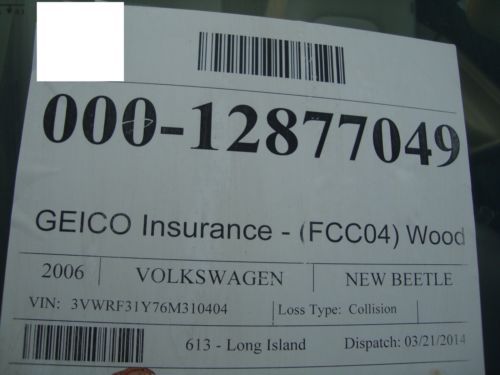 000-12877049
GEICO Insurance - (FCC04) Wood
2006 VOLKSWAGEN NEW BEETLE
VIN: 3VWRF31Y76M310404 Loss Type: Collision
613 - Long Island Dispatch: 03/21/2014